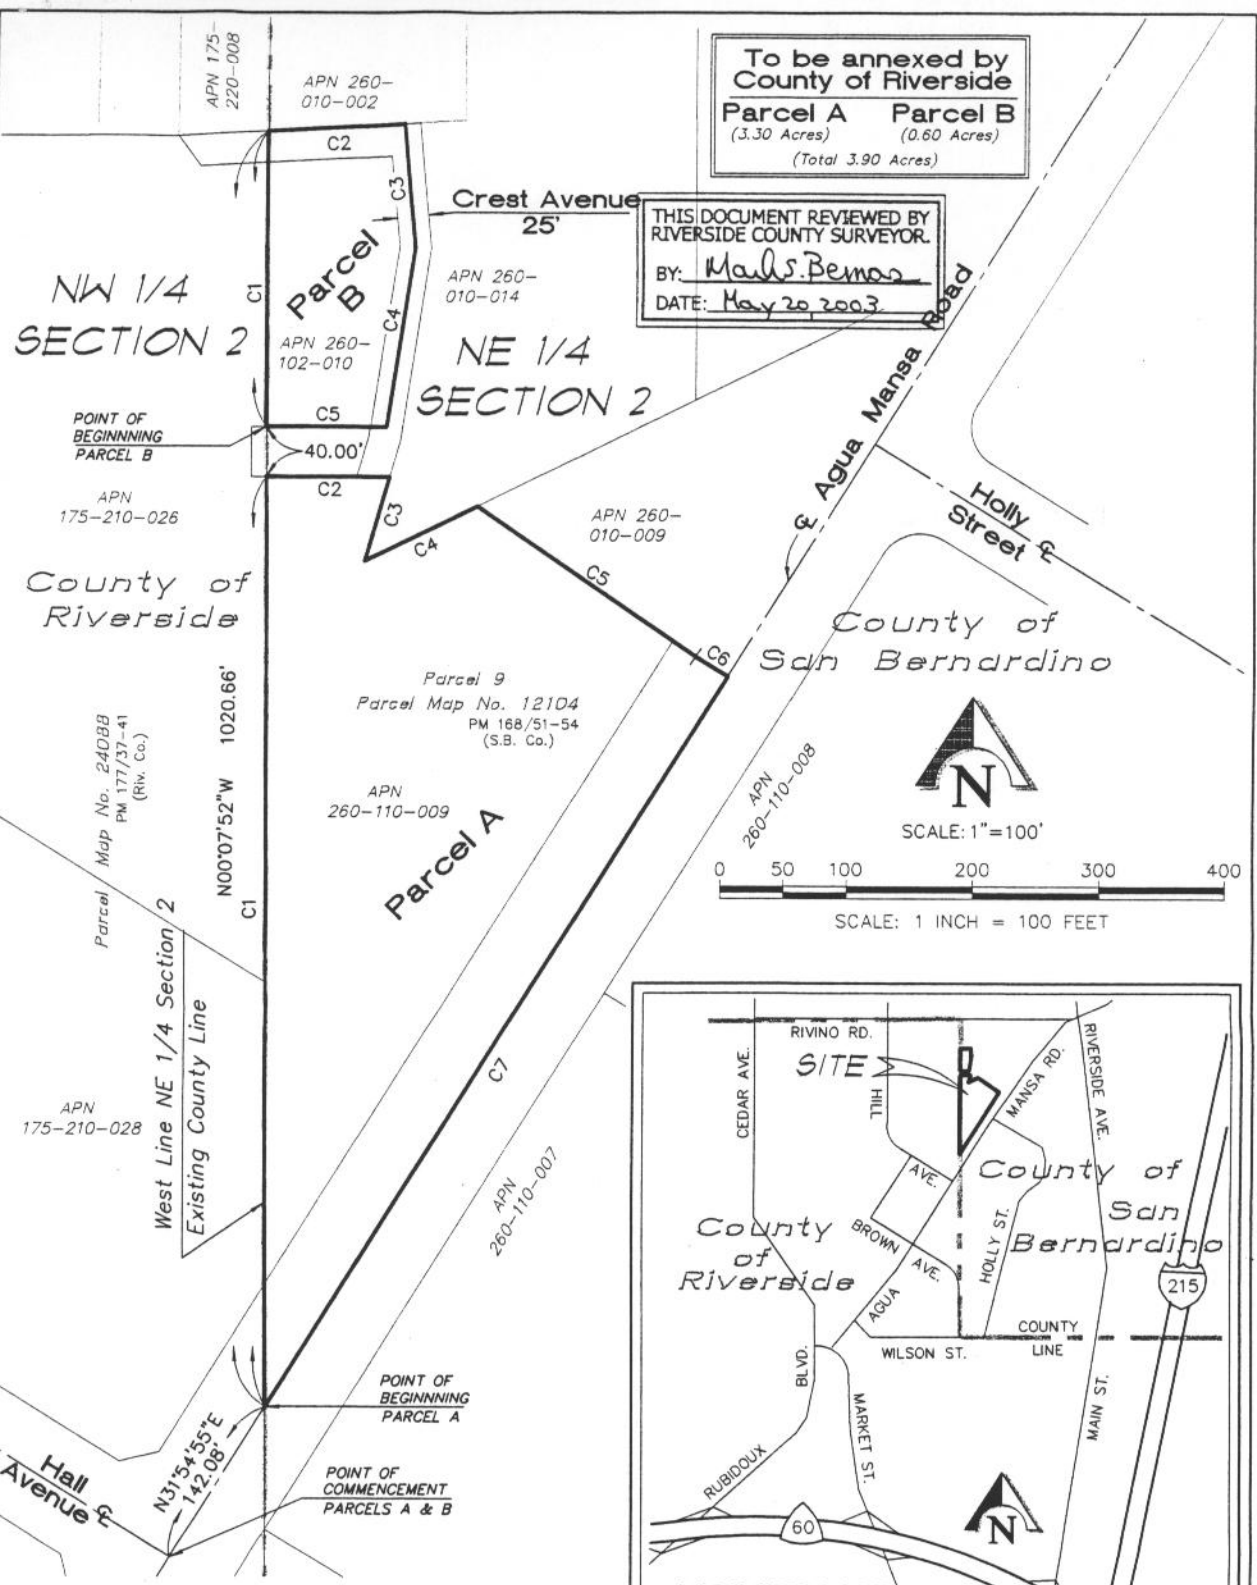 APN 175-
220-008
APN 260-
010-002
To be annexed by
County of Riverside
Parcel A Parcel B
(3.30 Acres) (0.60 Acres)
(Total 3.90 Acres)
C2
C3
Crest Avenue
25'
THIS DOCUMENT REVIEWED BY
RIVERSIDE COUNTY SURVEYOR.
BY:
DATE: May 20, 2003
NW 1/4
SECTION 2
C1
Parcel
B
APN 260-
010-014
C4
APN 260-
102-010
NE 1/4
SECTION 2
℄ Agua Mansa Road
POINT OF
BEGINNNING
PARCEL B
C5
40.00'
C2
C3
C4
APN
175-210-026
APN 260-
010-009
Holly
Street ℄
C5
C6
County of
Riverside
County of
San Bernardino
Parcel 9
Parcel Map No. 12104
PM 168/51-54
(S.B. Co.)
N00°07'52"W 1020.66'
C1
Parcel Map No. 24088
PM 177/37-41
(Riv. Co.)
APN
260-110-009
Parcel A
APN
260-110-008
N
SCALE: 1"=100'
0 50 100 200 300 400
SCALE: 1 INCH = 100 FEET
West Line NE 1/4 Section 2
Existing County Line
C7
APN
175-210-028
APN
260-110-007
POINT OF
BEGINNNING
PARCEL A
N31°54'55"E
142.08'
Hall
Avenue ℄
POINT OF
COMMENCEMENT
PARCELS A & B
RIVINO RD.
SITE
CEDAR AVE.
HILL
MANSA RD.
RIVERSIDE AVE.
AVE.
County of
San
Bernardino
County
of
Riverside
BROWN
AVE.
HOLLY ST.
AGUA
215
COUNTY
LINE
WILSON ST.
BLVD.
MARKET ST.
MAIN ST.
RUBIDOUX
60
N